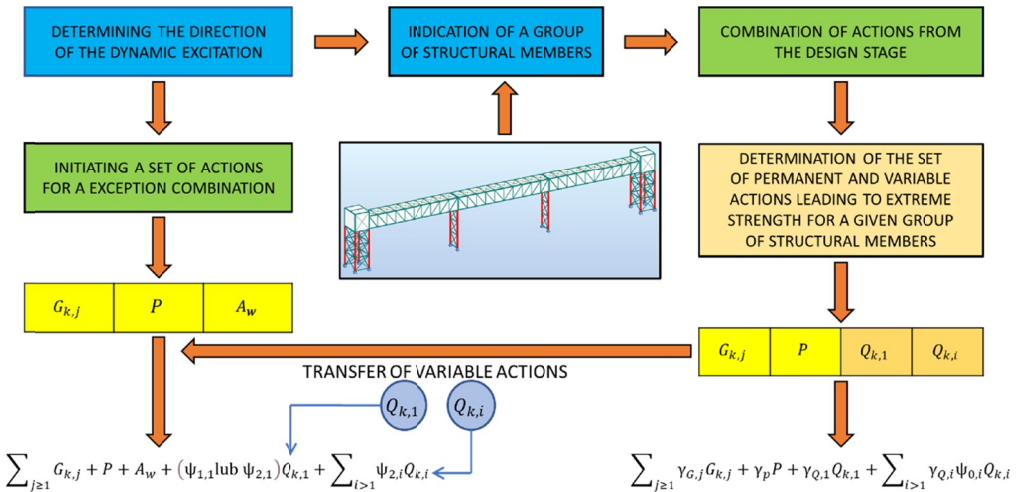 DETERMINING THE DIRECTION
OF THE DYNAMIC EXCITATION
INDICATION OF A GROUP
OF STRUCTURAL MEMBERS
COMBINATION OF ACTIONS FROM
THE DESIGN STAGE
INITIATING A SET OF ACTIONS
FOR A EXCEPTION COMBINATION
DETERMINATION OF THE SET
OF PERMANENT AND VARIABLE
ACTIONS LEADING TO EXTREME
STRENGTH FOR A GIVEN GROUP
OF STRUCTURAL MEMBERS
G_{k,j} P A_w
G_{k,j} P Q_{k,1} Q_{k,i}
TRANSFER OF VARIABLE ACTIONS
Q_{k,1} Q_{k,i}
∑_{j≥1} G_{k,j} + P + A_w + (ψ_{1,1} lub ψ_{2,1})Q_{k,1} + ∑_{i>1} ψ_{2,i}Q_{k,i}
∑_{j≥1} γ_{G,j}G_{k,j} + γ_p P + γ_{Q,1}Q_{k,1} + ∑_{i>1} γ_{Q,i}ψ_{0,i}Q_{k,i}